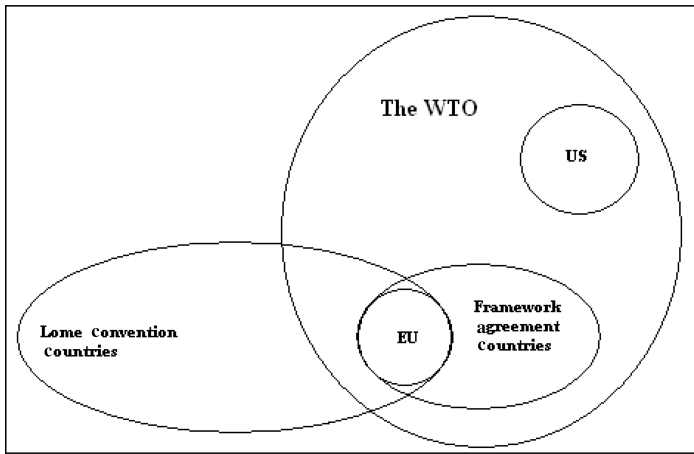 The WTO
US
Lome Convention
Countries
EU
Framework
agreement
Countries